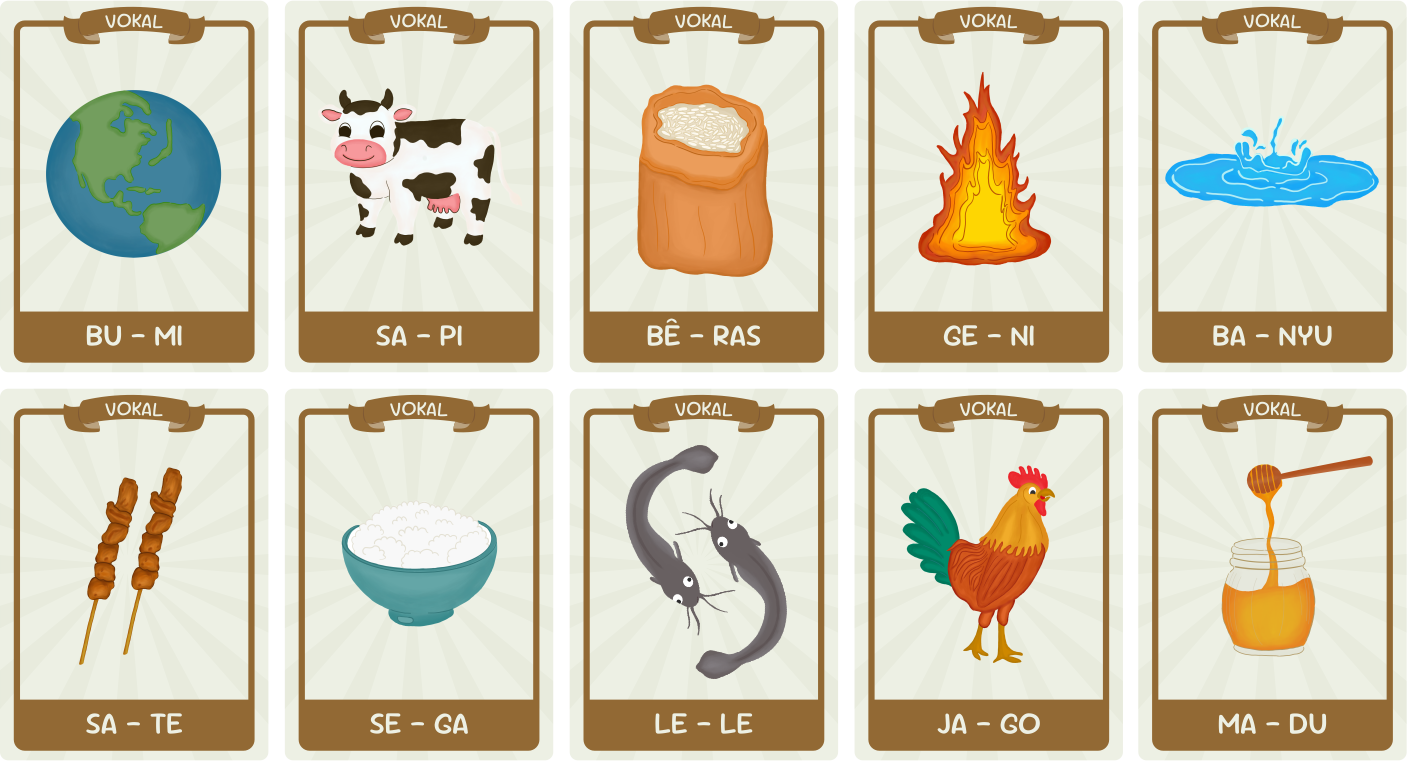 VOKAL
BU – MI
VOKAL
SA – PI
VOKAL
BÊ – RAS
VOKAL
GE – NI
VOKAL
BA – NYU
VOKAL
SA – TE
VOKAL
SE – GA
VOKAL
LE – LE
VOKAL
JA – GO
VOKAL
MA – DU